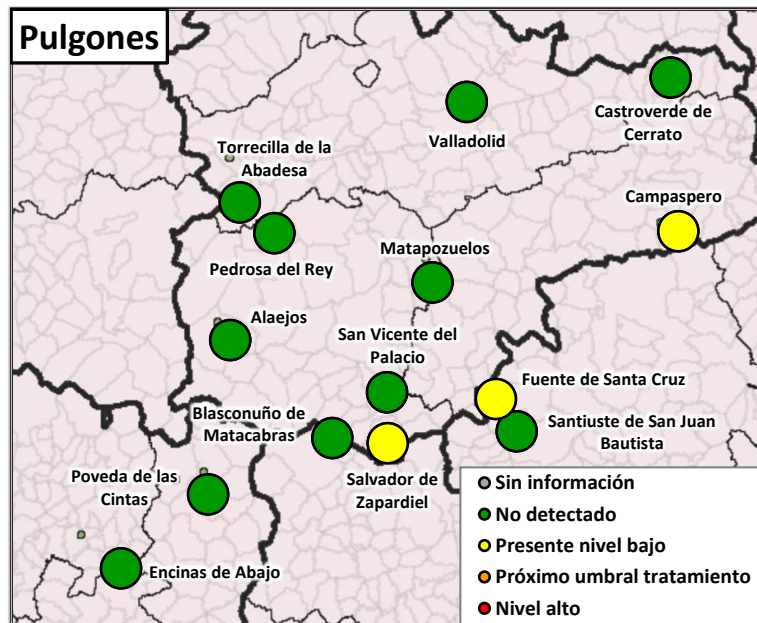 Pulgones
Castroverde de
Cerrato
Valladolid
Torrecilla de la
Abadesa
Campaspero
Pedrosa del Rey
Matapozuelos
Alaejos
San Vicente del
Palacio
Fuente de Santa Cruz
Blasconuño de
Matacabras
Santiuste de San Juan
Bautista
Salvador de
Zapardiel
Poveda de las
Cintas
Encinas de Abajo
Sin información
No detectado
Presente nivel bajo
Próximo umbral tratamiento
Nivel alto